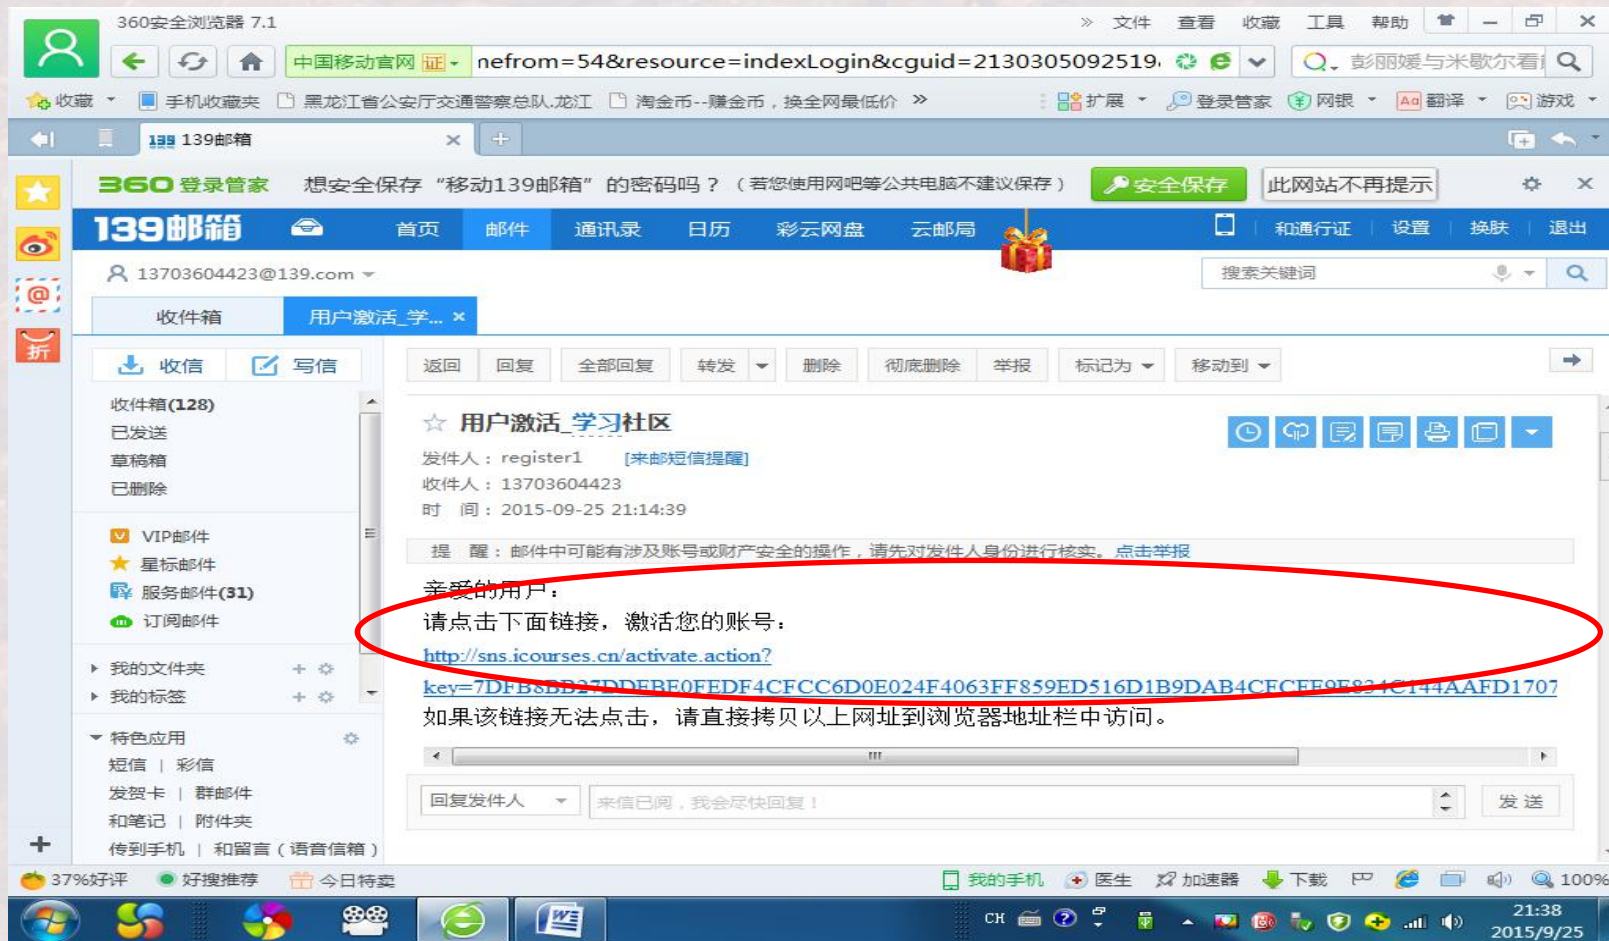 360安全浏览器 7.1
» 文件 查看 收藏 工具 帮助
中国移动官网 证 nefrom=54&resource=indexLogin&cguid=2130305092519
彭丽媛与米歇尔看
收藏 手机收藏夹 黑龙江省公安厅交通警察总队.龙江 淘金币--赚金币，换全网最低价 » 扩展 登录管家 网银 翻译 游戏
139 139邮箱
360 登录管家 想安全保存“移动139邮箱”的密码吗？（若您使用网吧等公共电脑不建议保存） 安全保存 此网站不再提示
139邮箱 首页 邮件 通讯录 日历 彩云网盘 云邮局 和通行证 设置 换肤 退出
13703604423@139.com
搜索关键词
收件箱 用户激活_学...
折
收信 写信 返回 回复 全部回复 转发 删除 彻底删除 举报 标记为 移动到
收件箱(128)
已发送
草稿箱
已删除
VIP邮件
星标邮件
服务邮件(31)
订阅邮件
我的文件夹
我的标签
特色应用
短信 | 彩信
发贺卡 | 群邮件
和笔记 | 附件夹
传到手机 | 和留言(语音信箱)
用户激活_学习社区
发件人：register1 [来邮短信提醒]
收件人：13703604423
时 间：2015-09-25 21:14:39
提 醒：邮件中可能有涉及账号或财产安全的操作，请先对发件人身份进行核实。点击举报
亲爱的用户：
请点击下面链接，激活您的账号：
http://sns.icourses.cn/activate.action?
key=7DFB8BB27DDEBE0FEDF4CFCC6D0E024F4063FF859ED516D1B9DAB4CFCFF9E834C144AAFD1707
如果该链接无法点击，请直接拷贝以上网址到浏览器地址栏中访问。
回复发件人 来信已阅，我会尽快回复！ 发 送
37%好评 好搜推荐 今日特卖 我的手机 医生 加速器 下载 100%
CH
21:38
2015/9/25